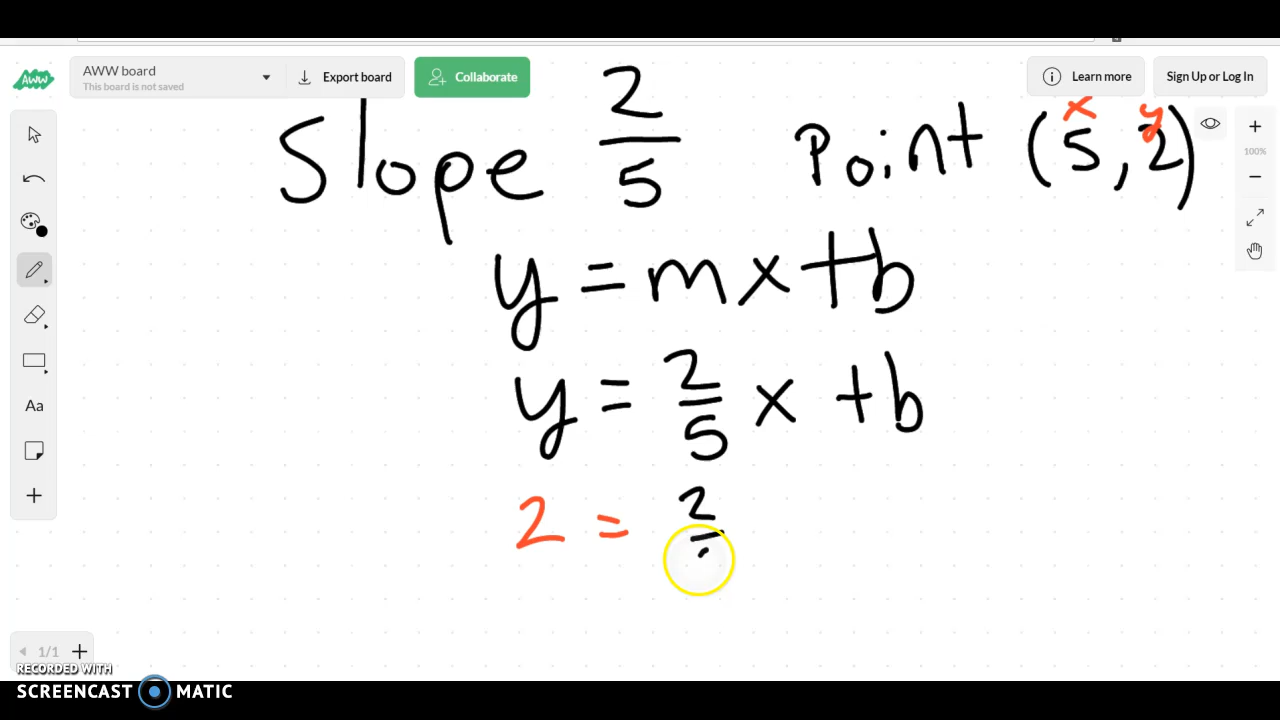 AWW
AWW board
This board is not saved
Export board
Collaborate
Learn more
Sign Up or Log In
Slope 2/5 Point (5, 2)
x y
100%
y = mx + b
y = 2/5 x + b
Aa
2 = 2/
1/1
RECORDED WITH
SCREENCAST MATIC